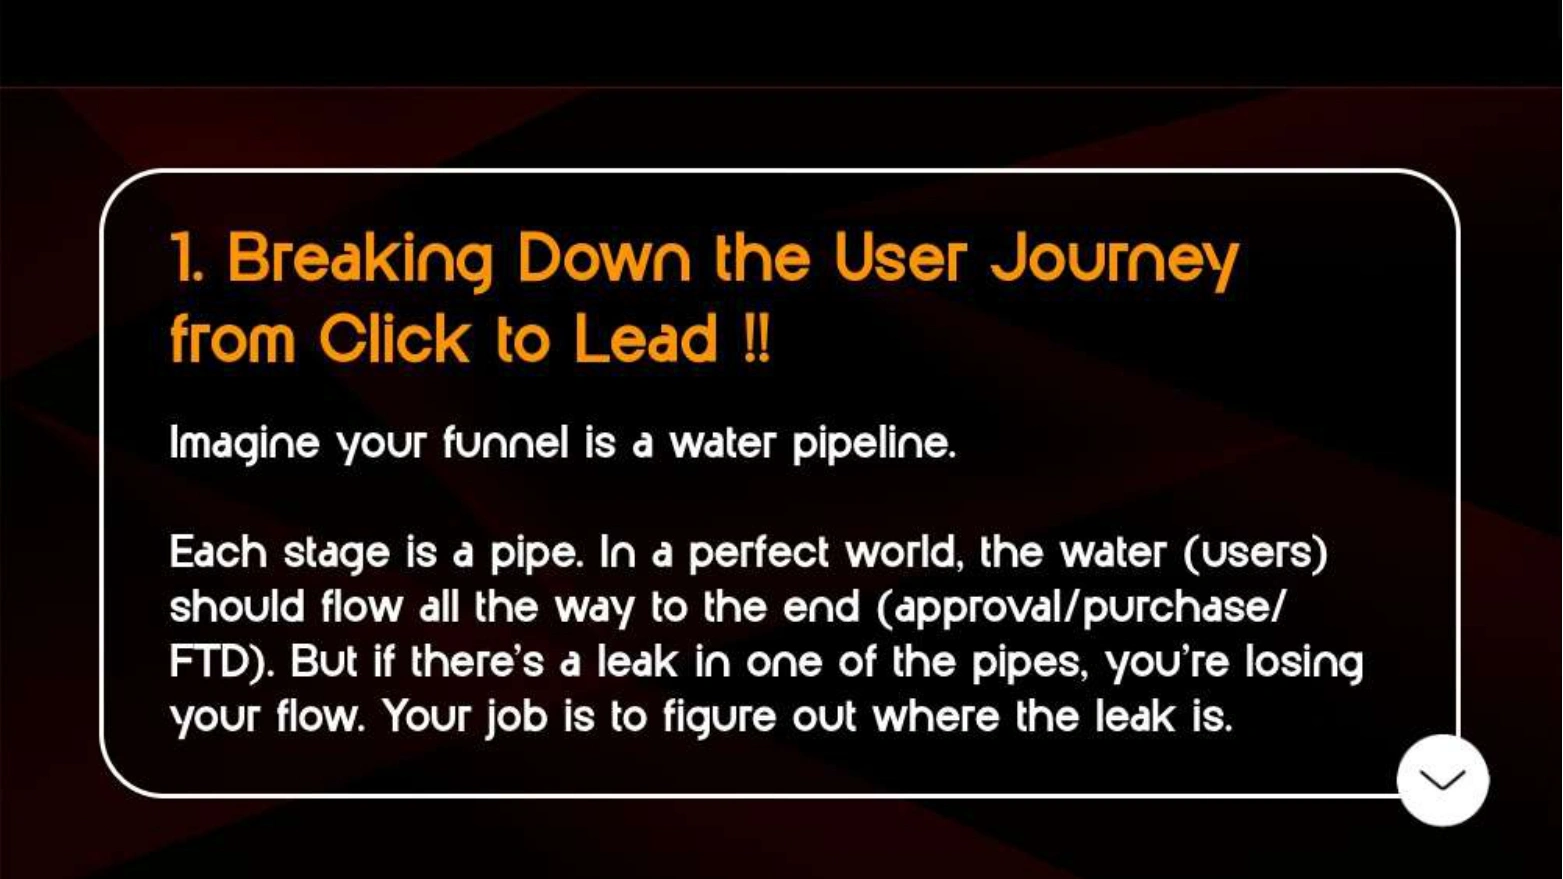 1. Breaking Down the User Journey
from Click to Lead !!
Imagine your funnel is a water pipeline.
Each stage is a pipe. In a perfect world, the water (users)
should flow all the way to the end (approval/purchase/
FTD). But if there's a leak in one of the pipes, you're losing
your flow. Your job is to figure out where the leak is.